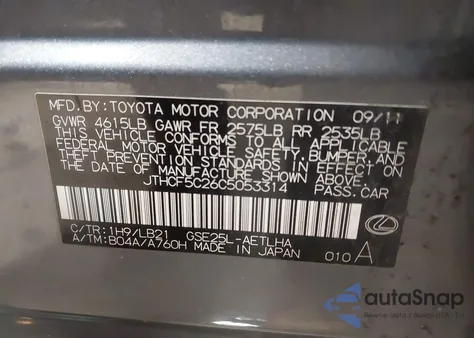 MFD. BY: TOYOTA MOTOR CORPORATION 09/11
GVWR 4615LB GAWR FR 2575LB RR 2535LB
THIS VEHICLE CONFORMS TO ALL APPLICABLE
FEDERAL MOTOR VEHICLE SAFETY, BUMPER, AND
THEFT PREVENTION STANDARDS IN EFFECT ON
THE DATE OF MANUFACTURE SHOWN ABOVE.
JTHCF5C26C5053314 PASS.CAR
C/TR: 1H9/LB21 GSE25L-AETLHA
A/TM: B04A/A760H MADE IN JAPAN 010 A
autaSnap